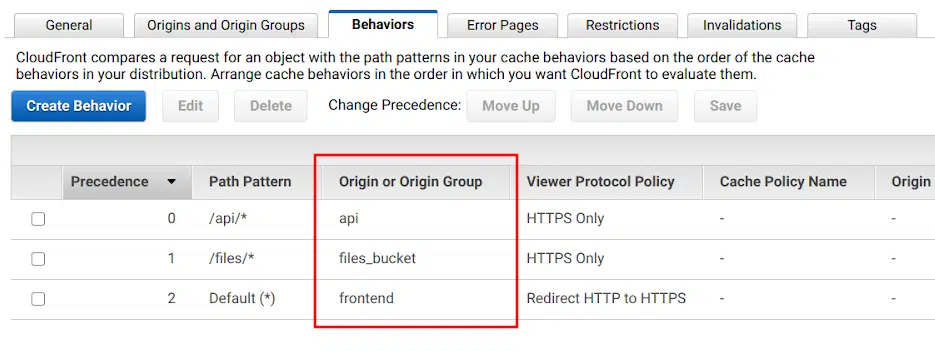 General Origins and Origin Groups Behaviors Error Pages Restrictions Invalidations Tags
CloudFront compares a request for an object with the path patterns in your cache behaviors based on the order of the cache
behaviors in your distribution. Arrange cache behaviors in the order in which you want CloudFront to evaluate them.
Create Behavior Edit Delete Change Precedence: Move Up Move Down Save
Precedence Path Pattern Origin or Origin Group Viewer Protocol Policy Cache Policy Name Origin
0 /api/* api HTTPS Only - -
1 /files/* files_bucket HTTPS Only - -
2 Default (*) frontend Redirect HTTP to HTTPS - -